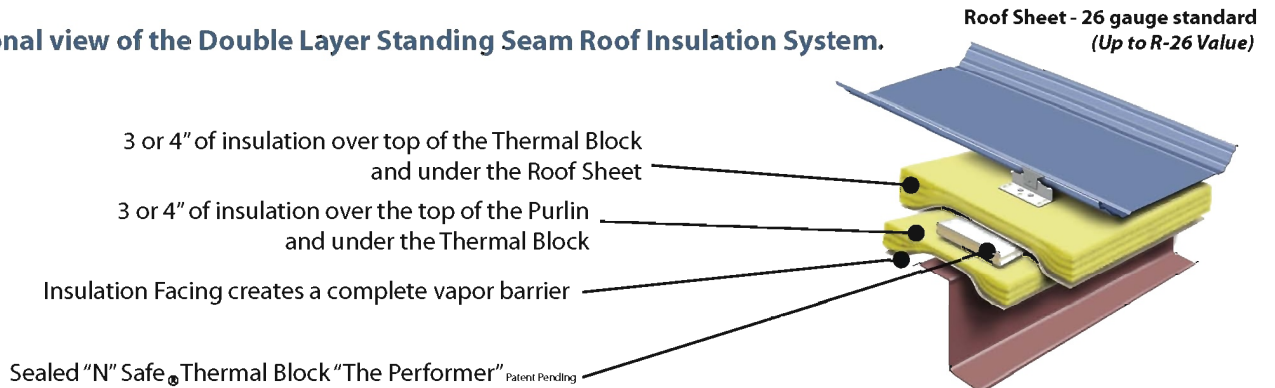 onal view of the Double Layer Standing Seam Roof Insulation System.
Roof Sheet - 26 gauge standard
(Up to R-26 Value)
3 or 4” of insulation over top of the Thermal Block
and under the Roof Sheet
3 or 4” of insulation over the top of the Purlin
and under the Thermal Block
Insulation Facing creates a complete vapor barrier
Sealed “N” Safe® Thermal Block “The Performer” Patent Pending